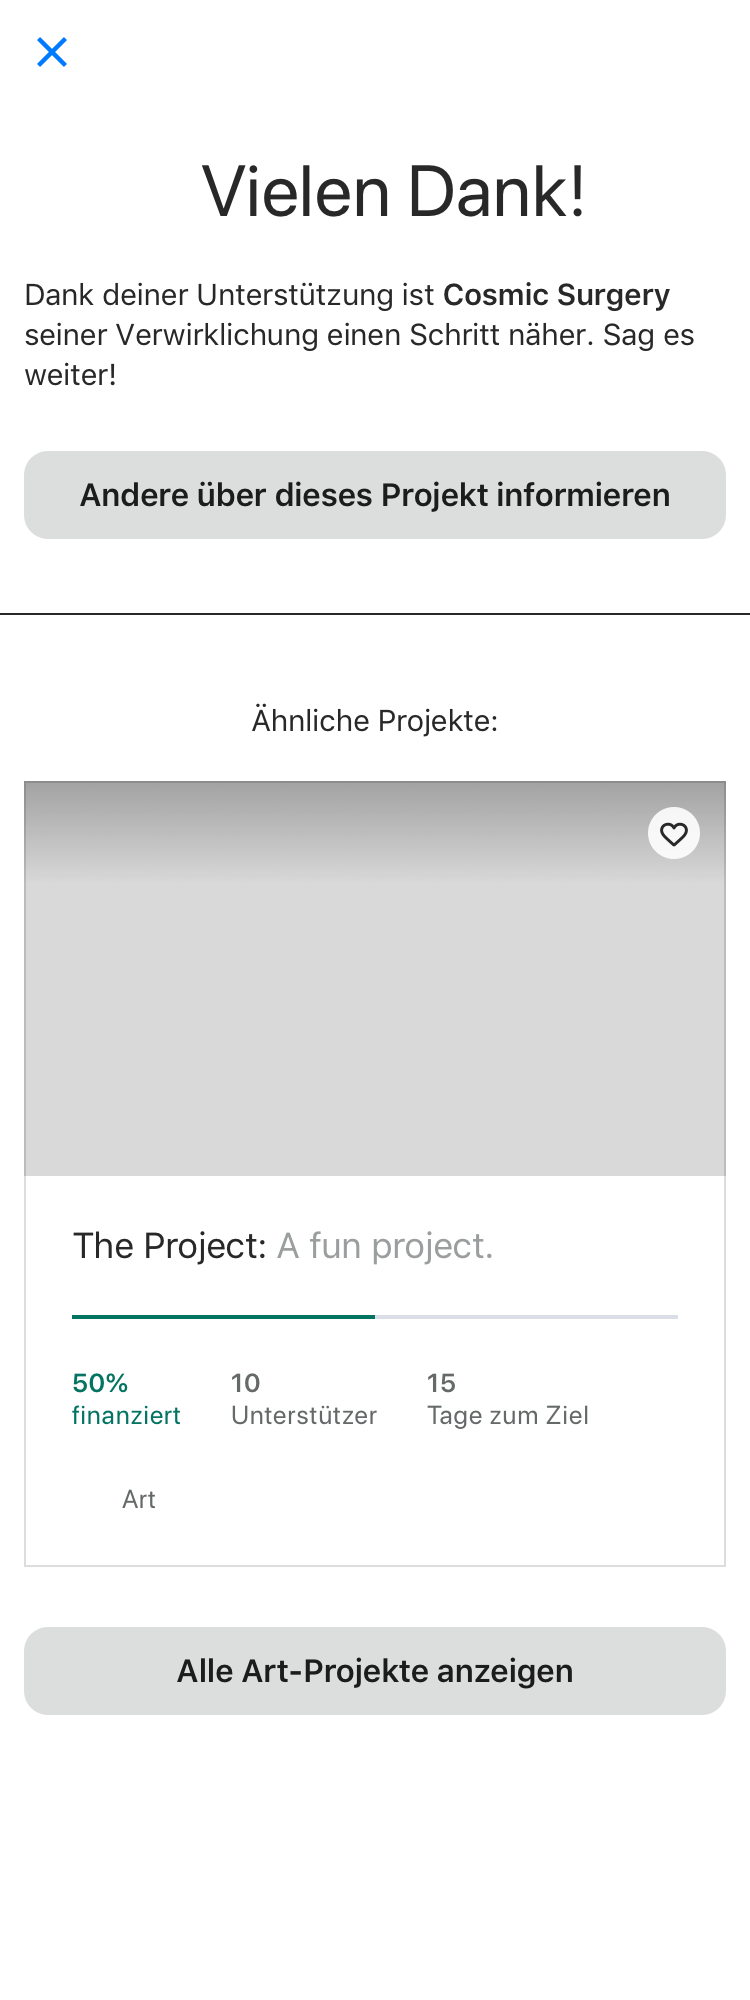 Vielen Dank!
Dank deiner Unterstützung ist Cosmic Surgery
seiner Verwirklichung einen Schritt näher. Sag es
weiter!
Andere über dieses Projekt informieren
Ähnliche Projekte:
The Project: A fun project.
50%
finanziert
10
Unterstützer
15
Tage zum Ziel
Art
Alle Art-Projekte anzeigen